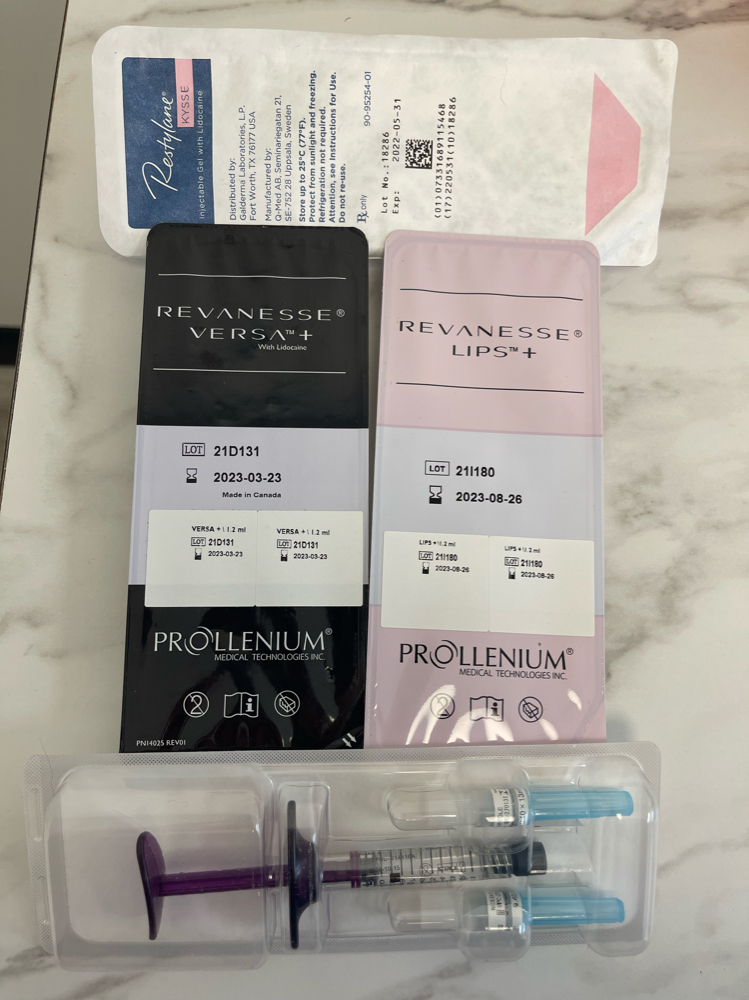 Restylane®
KYSSE
Injectable Gel with Lidocaine
Distributed by:
Galderma Laboratories, L.P.
Fort Worth, TX 76177 USA
Manufactured by:
Q-Med AB, Seminariegatan 21,
SE-752 28 Uppsala, Sweden
Store up to 25°C (77°F).
Protect from sunlight and freezing.
Refrigeration not required.
Attention, see Instructions for Use.
Do not re-use.
Rx only
90-95254-01
Lot No.:18286
Exp: 2022-05-31
(01)07331689115468
(17)220531(10)18286
REVANESSE®
VERSA™+
With Lidocaine
LOT 21D131
2023-03-23
Made in Canada
VERSA + \ 1.2 ml
LOT 21D131
2023-03-23
VERSA + \ 1.2 ml
LOT 21D131
2023-03-23
PROLLENIUM®
MEDICAL TECHNOLOGIES INC.
2
i
PN14025 REV01
REVANESSE®
LIPS™+
LOT 21I180
2023-08-26
LIPS + \1.2 ml
LOT 21I180
2023-08-26
LIPS + \1.2 ml
LOT 21I180
2023-08-26
PROLLENIUM®
MEDICAL TECHNOLOGIES INC.
2
i